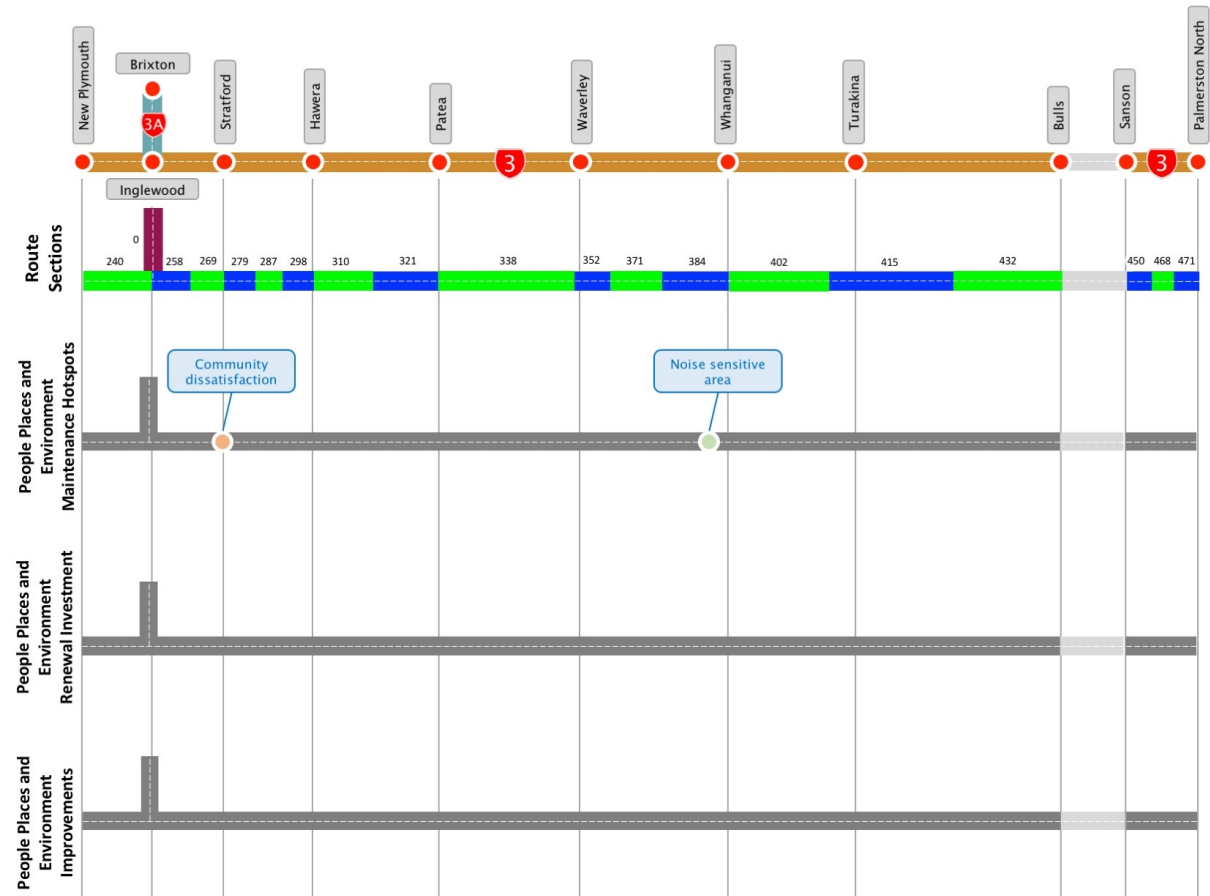 New Plymouth
Brixton
Stratford
Hawera
Patea
Waverley
Whanganui
Turakina
Bulls
Sanson
Palmerston North
3A
3
3
Inglewood
Route
Sections
0
240
258
269
279
287
298
310
321
338
352
371
384
402
415
432
450
468
471
People Places and
Environment
Maintenance Hotspots
Community
dissatisfaction
Noise sensitive
area
People Places and
Environment
Renewal Investment
People Places and
Environment
Improvements